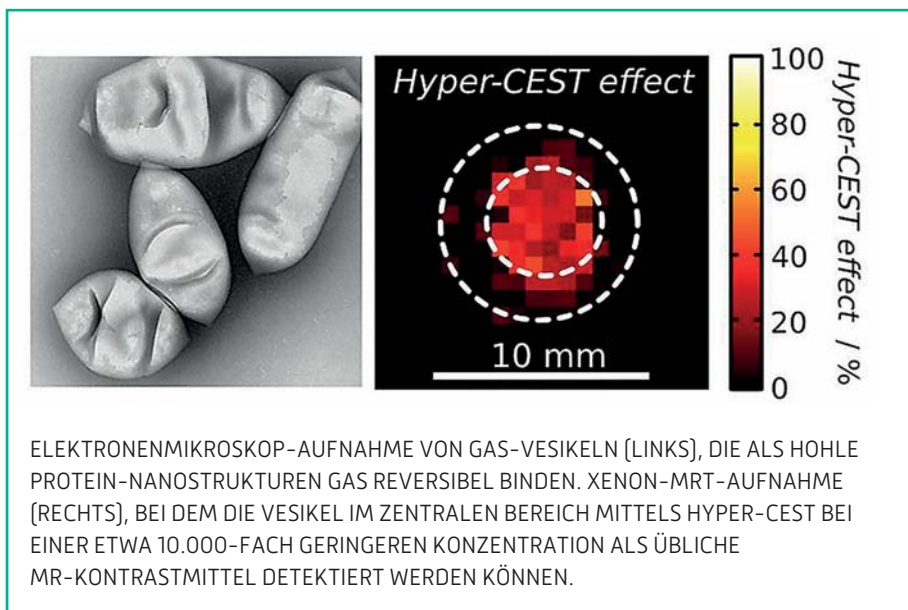 Hyper-CEST effect
10 mm
100
80
60
40
20
0
Hyper-CEST effect / %
ELEKTRONENMIKROSKOP-AUFNAHME VON GAS-VESIKELN (LINKS), DIE ALS HOHLE
PROTEIN-NANOSTRUKTUREN GAS REVERSIBEL BINDEN. XENON-MRT-AUFNAHME
(RECHTS), BEI DEM DIE VESIKEL IM ZENTRALEN BEREICH MITTELS HYPER-CEST BEI
EINER ETWA 10.000-FACH GERINGEREN KONZENTRATION ALS ÜBLICHE
MR-KONTRASTMITTEL DETEKTIERT WERDEN KÖNNEN.